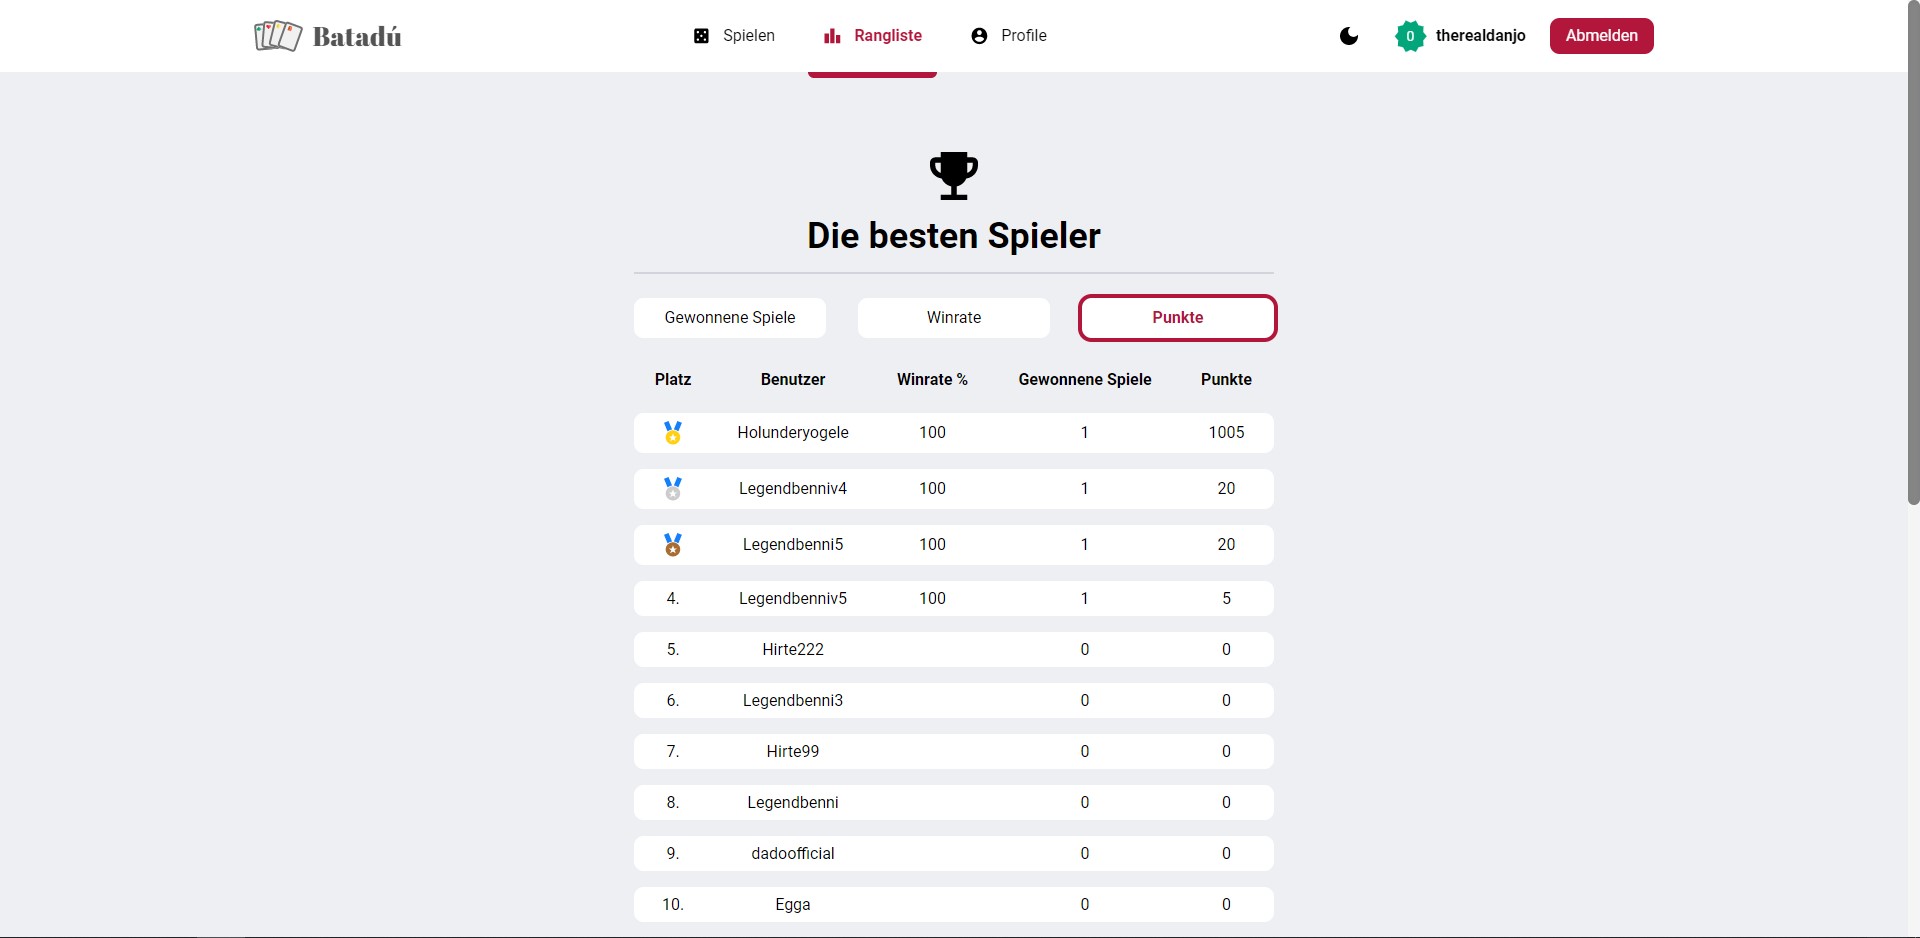 Batadú
Spielen
Rangliste
Profile
0
therealdanjo
Abmelden
Die besten Spieler
Gewonnene Spiele
Winrate
Punkte
Platz Benutzer Winrate % Gewonnene Spiele Punkte
Holunderyogele 100 1 1005
Legendbenniv4 100 1 20
Legendbenni5 100 1 20
4. Legendbenniv5 100 1 5
5. Hirte222 0 0
6. Legendbenni3 0 0
7. Hirte99 0 0
8. Legendbenni 0 0
9. dadoofficial 0 0
10. Egga 0 0